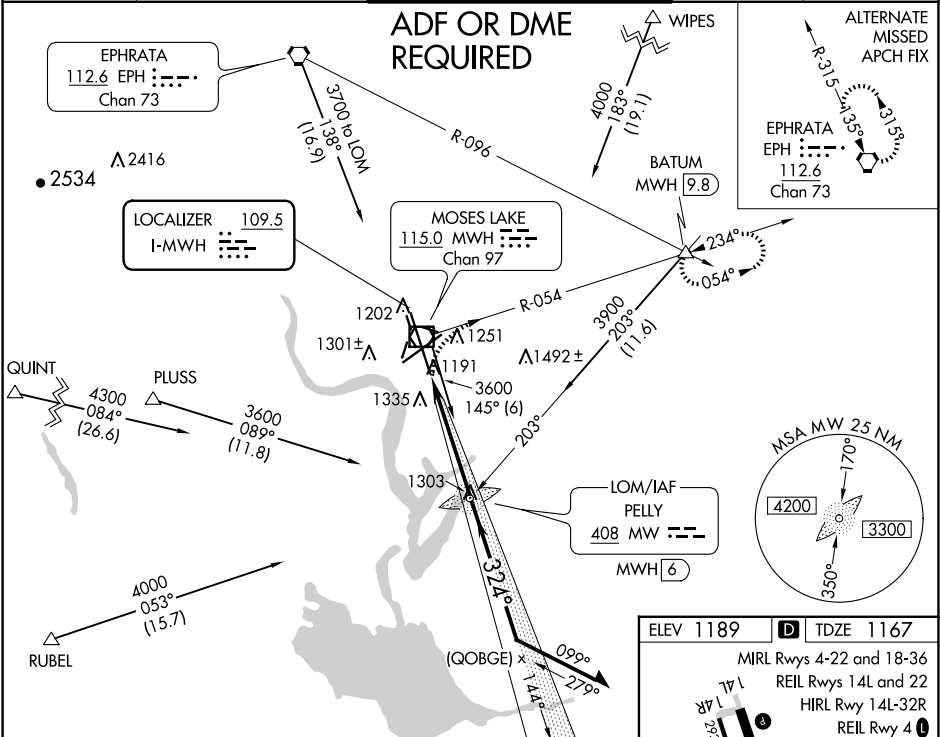 ADF OR DME
REQUIRED
WIPES
ALTERNATE
MISSED
APCH FIX
R-315
135°
315°
EPHRATA
EPH
112.6
Chan 73
EPHRATA
112.6 EPH
Chan 73
3700 to LOM
138°
(16.9)
4000
183°
(19.1)
R-096
BATUM
MWH 9.8
2416
2534
LOCALIZER 109.5
I-MWH
MOSES LAKE
115.0 MWH
Chan 97
234°
054°
R-054
3900
203°
(11.6)
1202
1251
1301±
1492±
1191
3600
145° (6)
1335
QUINT
4300
084°
(26.6)
PLUSS
3600
089°
(11.8)
203°
MSA MW 25 NM
170°
4200
3300
350°
1303
LOM/IAF
PELLY
408 MW
MWH 6
324°
4000
053°
(15.7)
RUBEL
(QOBGE) X
099°
279°
144°
ELEV 1189 D TDZE 1167
MIRL Rwys 4-22 and 18-36
REIL Rwys 14L and 22
HIRL Rwy 14L-32R
REIL Rwy 4 L
14L
14R
P